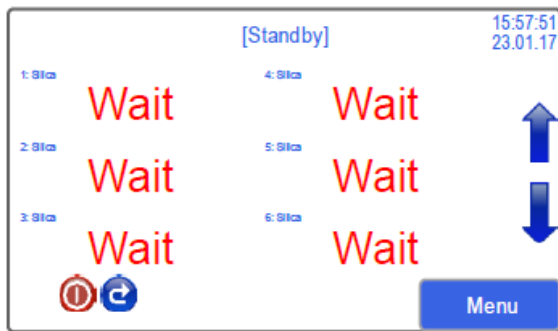 [Standby]
15:57:51
23.01.17
1: Silica
Wait
4: Silica
Wait
2: Silica
Wait
5: Silica
Wait
3: Silica
Wait
6: Silica
Wait
Menu